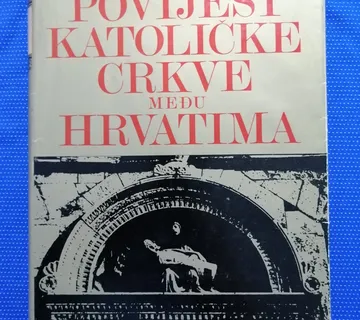 POVIJEST
KATOLIČKE
CRKVE
MEĐU
HRVATIMA